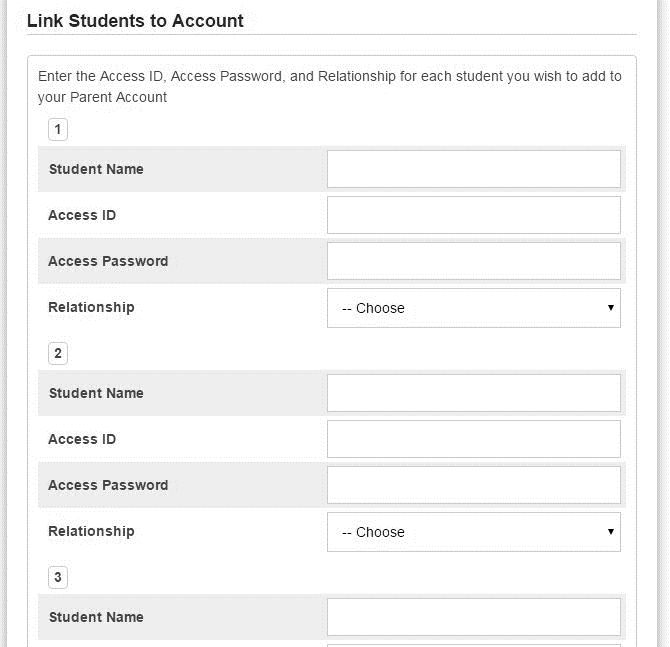 Link Students to Account
Enter the Access ID, Access Password, and Relationship for each student you wish to add to
your Parent Account
1
Student Name
Access ID
Access Password
Relationship -- Choose
2
Student Name
Access ID
Access Password
Relationship -- Choose
3
Student Name